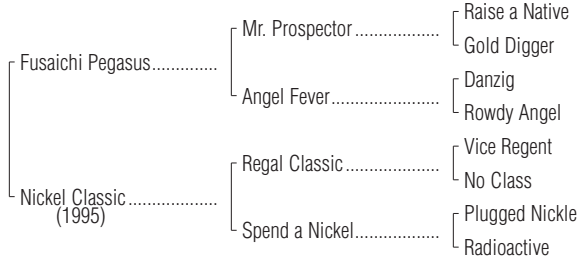 Raise a Native
Mr. Prospector
Gold Digger
Fusaichi Pegasus
Danzig
Angel Fever
Rowdy Angel
Vice Regent
Regal Classic
No Class
Nickel Classic
(1995)
Plugged Nickle
Spend a Nickel
Radioactive